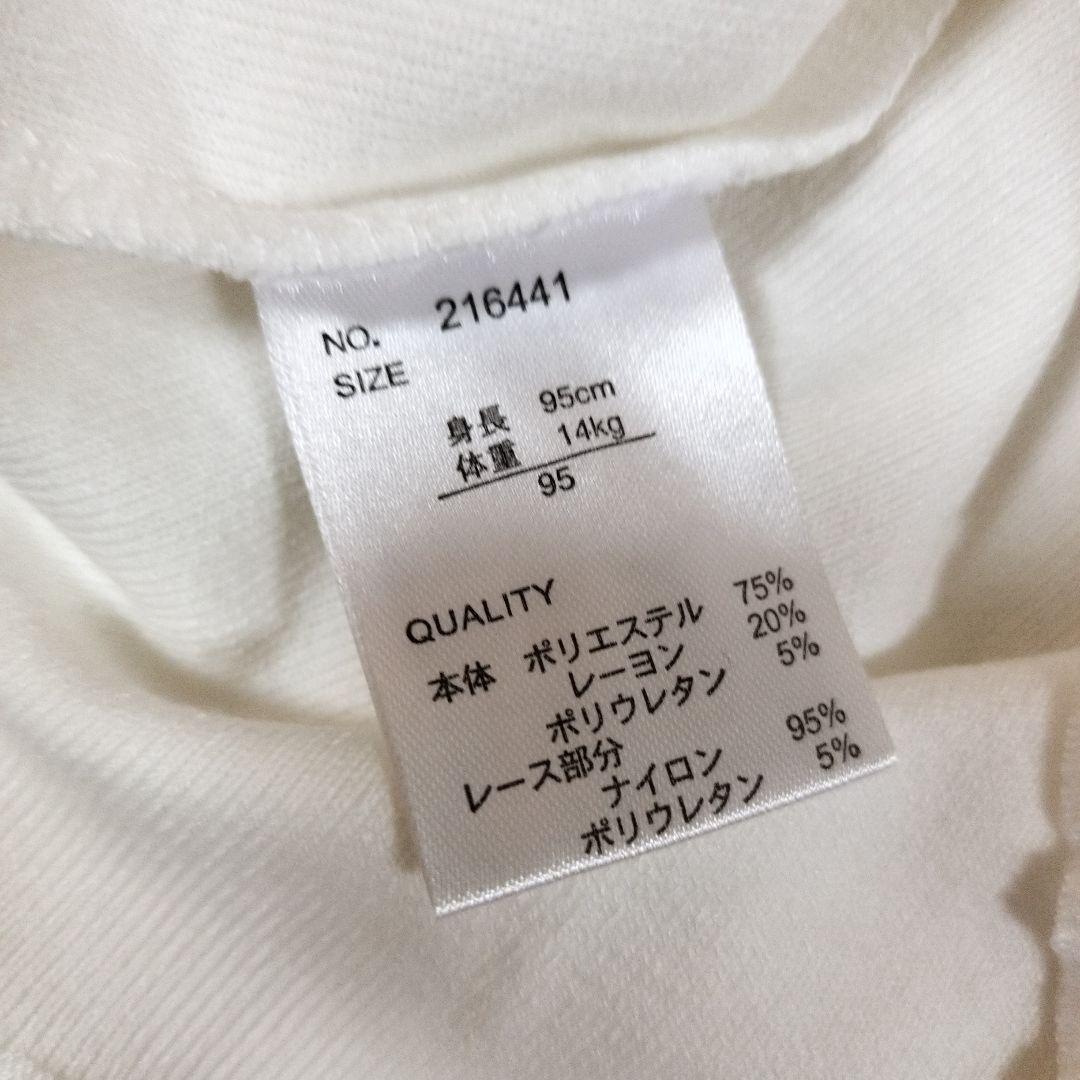 NO. 216441
SIZE
身長 95cm
体重 14kg
95
QUALITY
本体 ポリエステル 75%
レーヨン 20%
ポリウレタン 5%
レース部分
ナイロン 95%
ポリウレタン 5%